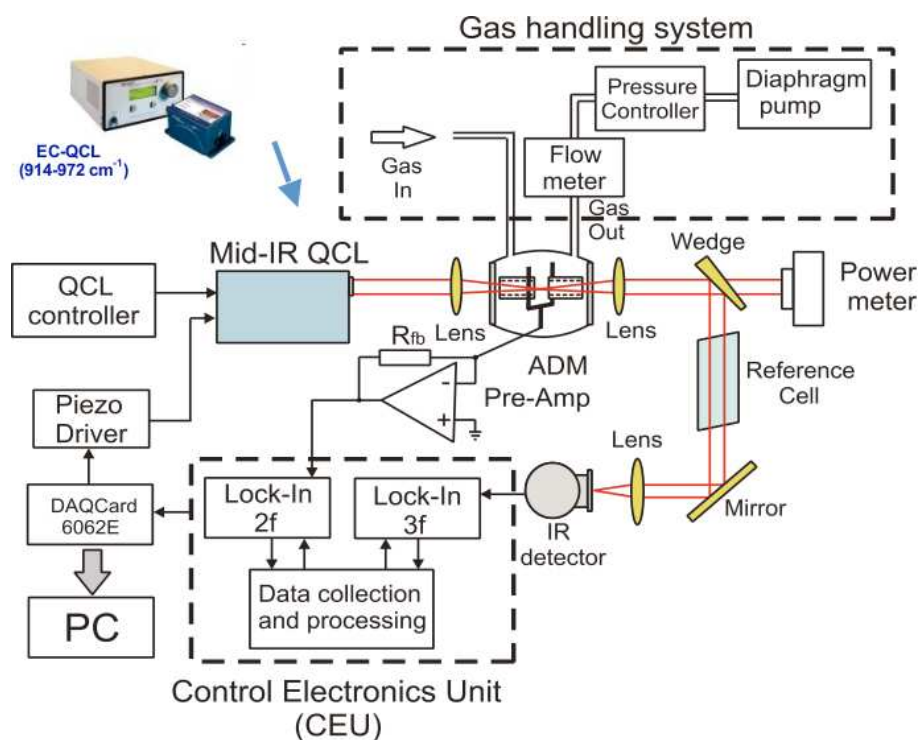 Gas handling system
EC-QCL
(914-972 cm⁻¹)
Gas
In
Flow
meter
Gas
Out
Pressure
Controller
Diaphragm
pump
QCL
controller
Mid-IR QCL
Lens
Lens
Wedge
Power
meter
Rfb
ADM
Pre-Amp
-
+
Reference
Cell
Piezo
Driver
Lens
Mirror
DAQCard
6062E
Lock-In
2f
Lock-In
3f
IR
detector
Data collection
and processing
PC
Control Electronics Unit
(CEU)